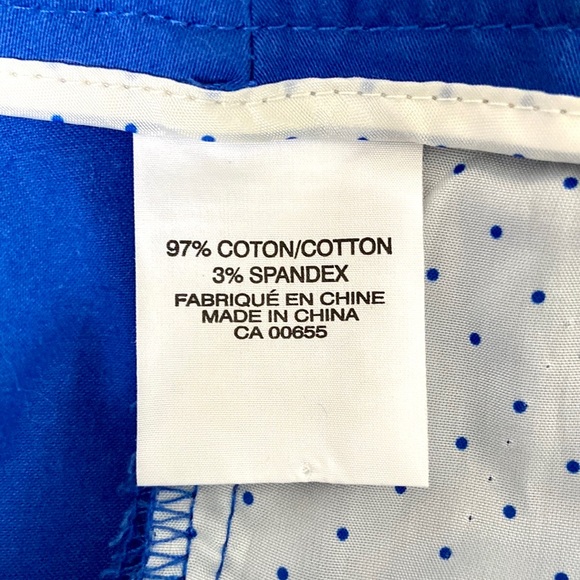 97% COTON/COTTON
3% SPANDEX
FABRIQUÉ EN CHINE
MADE IN CHINA
CA 00655